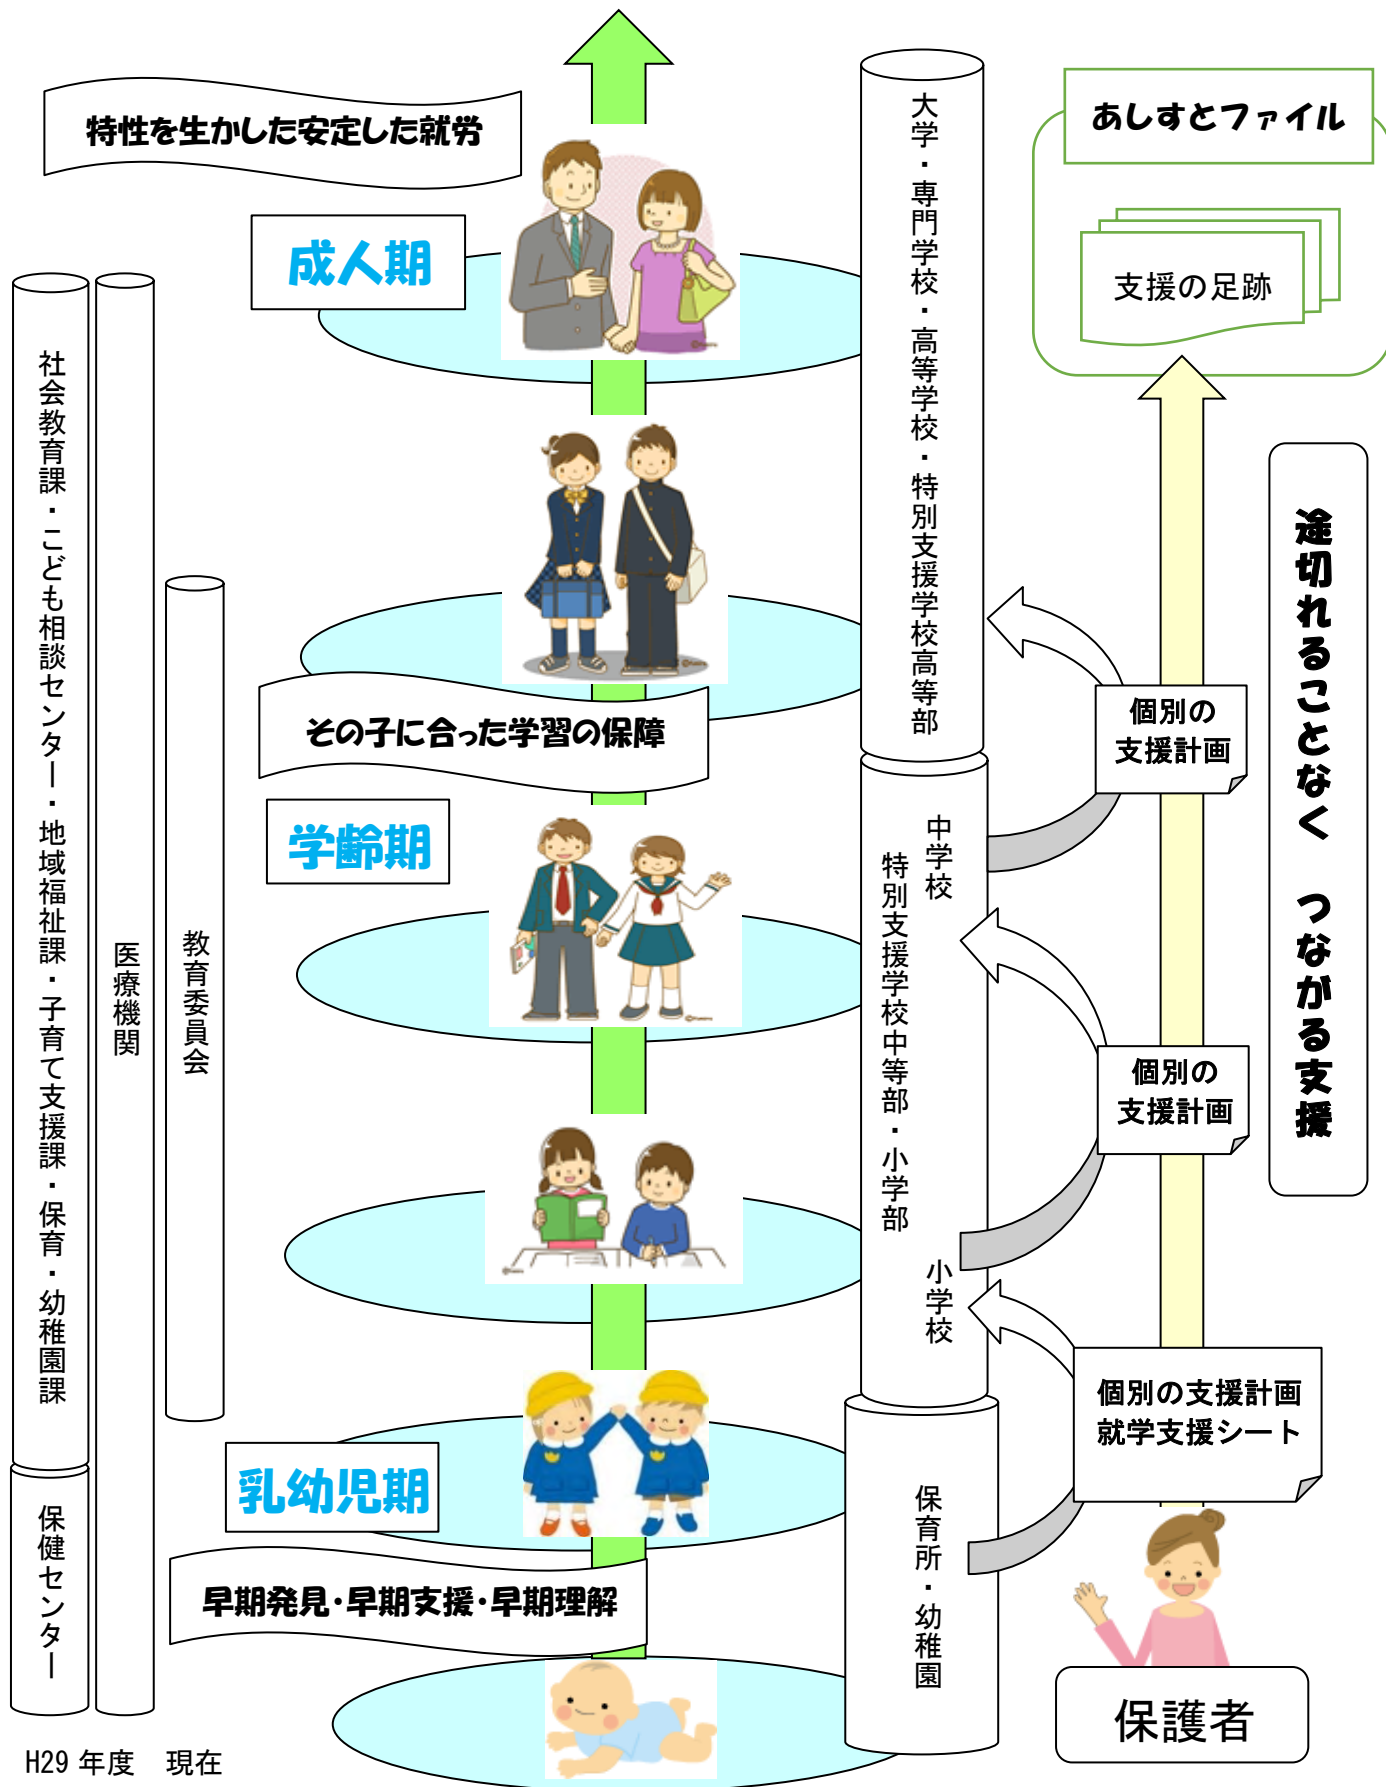 特性を生かした安定した就労
成人期
社会教育課・こども相談センター・地域福祉課・子育て支援課・保育・幼稚園課
保健センター
医療機関
教育委員会
その子に合った学習の保障
学齢期
乳幼児期
早期発見・早期支援・早期理解
大学・専門学校・高等学校・特別支援学校高等部
中学校
特別支援学校中等部・小学部
小学校
保育所・幼稚園
あしすとファイル
支援の足跡
個別の
支援計画
個別の
支援計画
個別の支援計画
就学支援シート
途切れることなく　つながる支援
保護者
H29 年度　現在